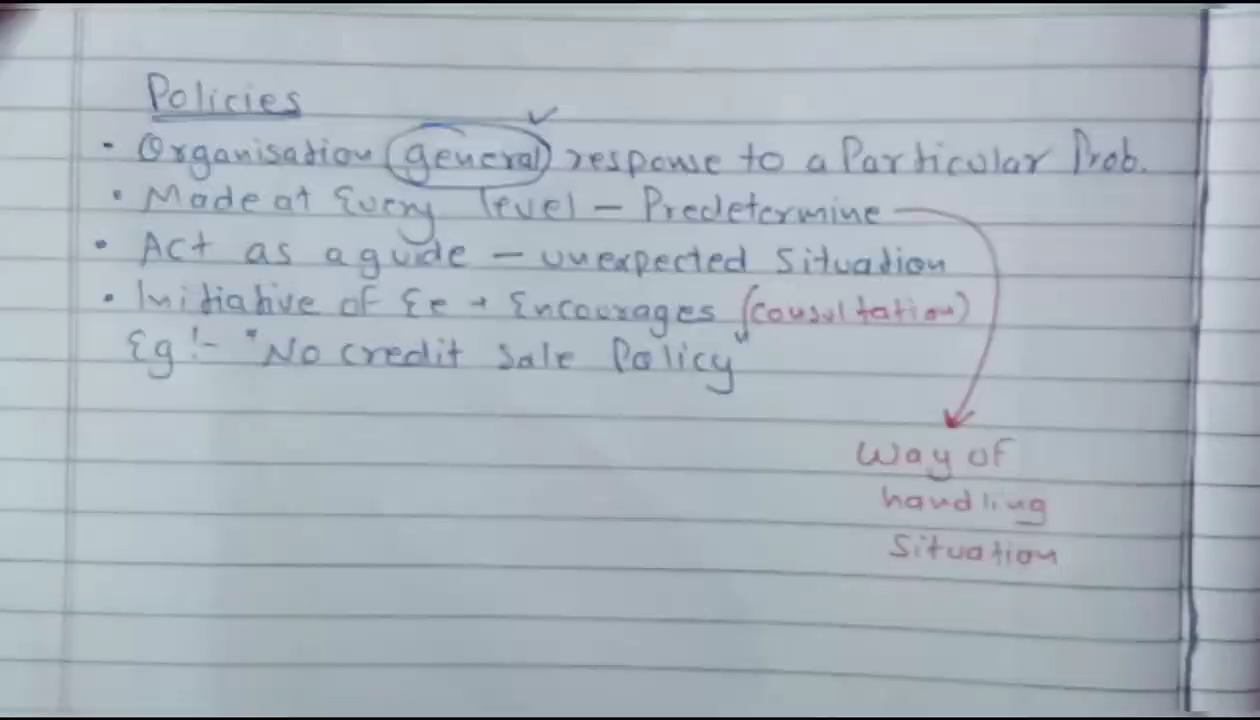 Policies
• Organisation general response to a Particular Prob.
• Made at Every level – Predetermine
• Act as a guide – unexpected Situation
• Initiative of Ee → Encourages (consultation)
Eg :- "No credit Sale Policy"
Way of
handling
Situation